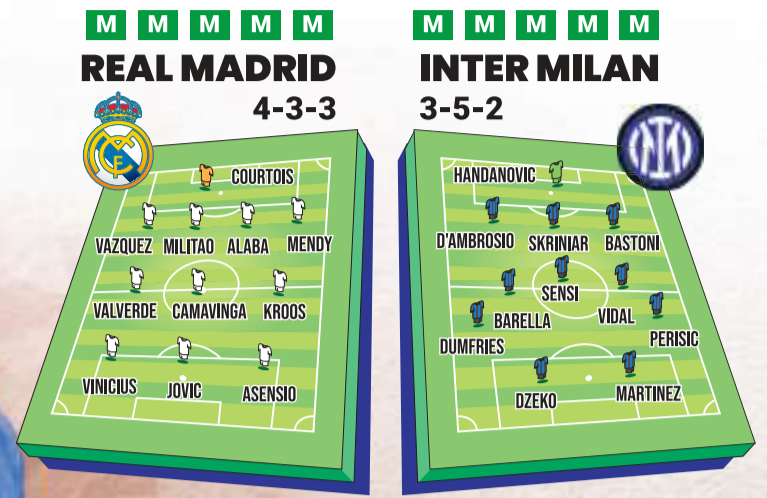 M M M M M
REAL MADRID
4-3-3
COURTOIS
VAZQUEZ MILITAO ALABA MENDY
VALVERDE CAMAVINGA KROOS
VINICIUS JOVIC ASENSIO
M M M M M
INTER MILAN
3-5-2
HANDANOVIC
D'AMBROSIO SKRINIAR BASTONI
SENSI
BARELLA VIDAL
DUMFRIES PERISIC
DZEKO MARTINEZ